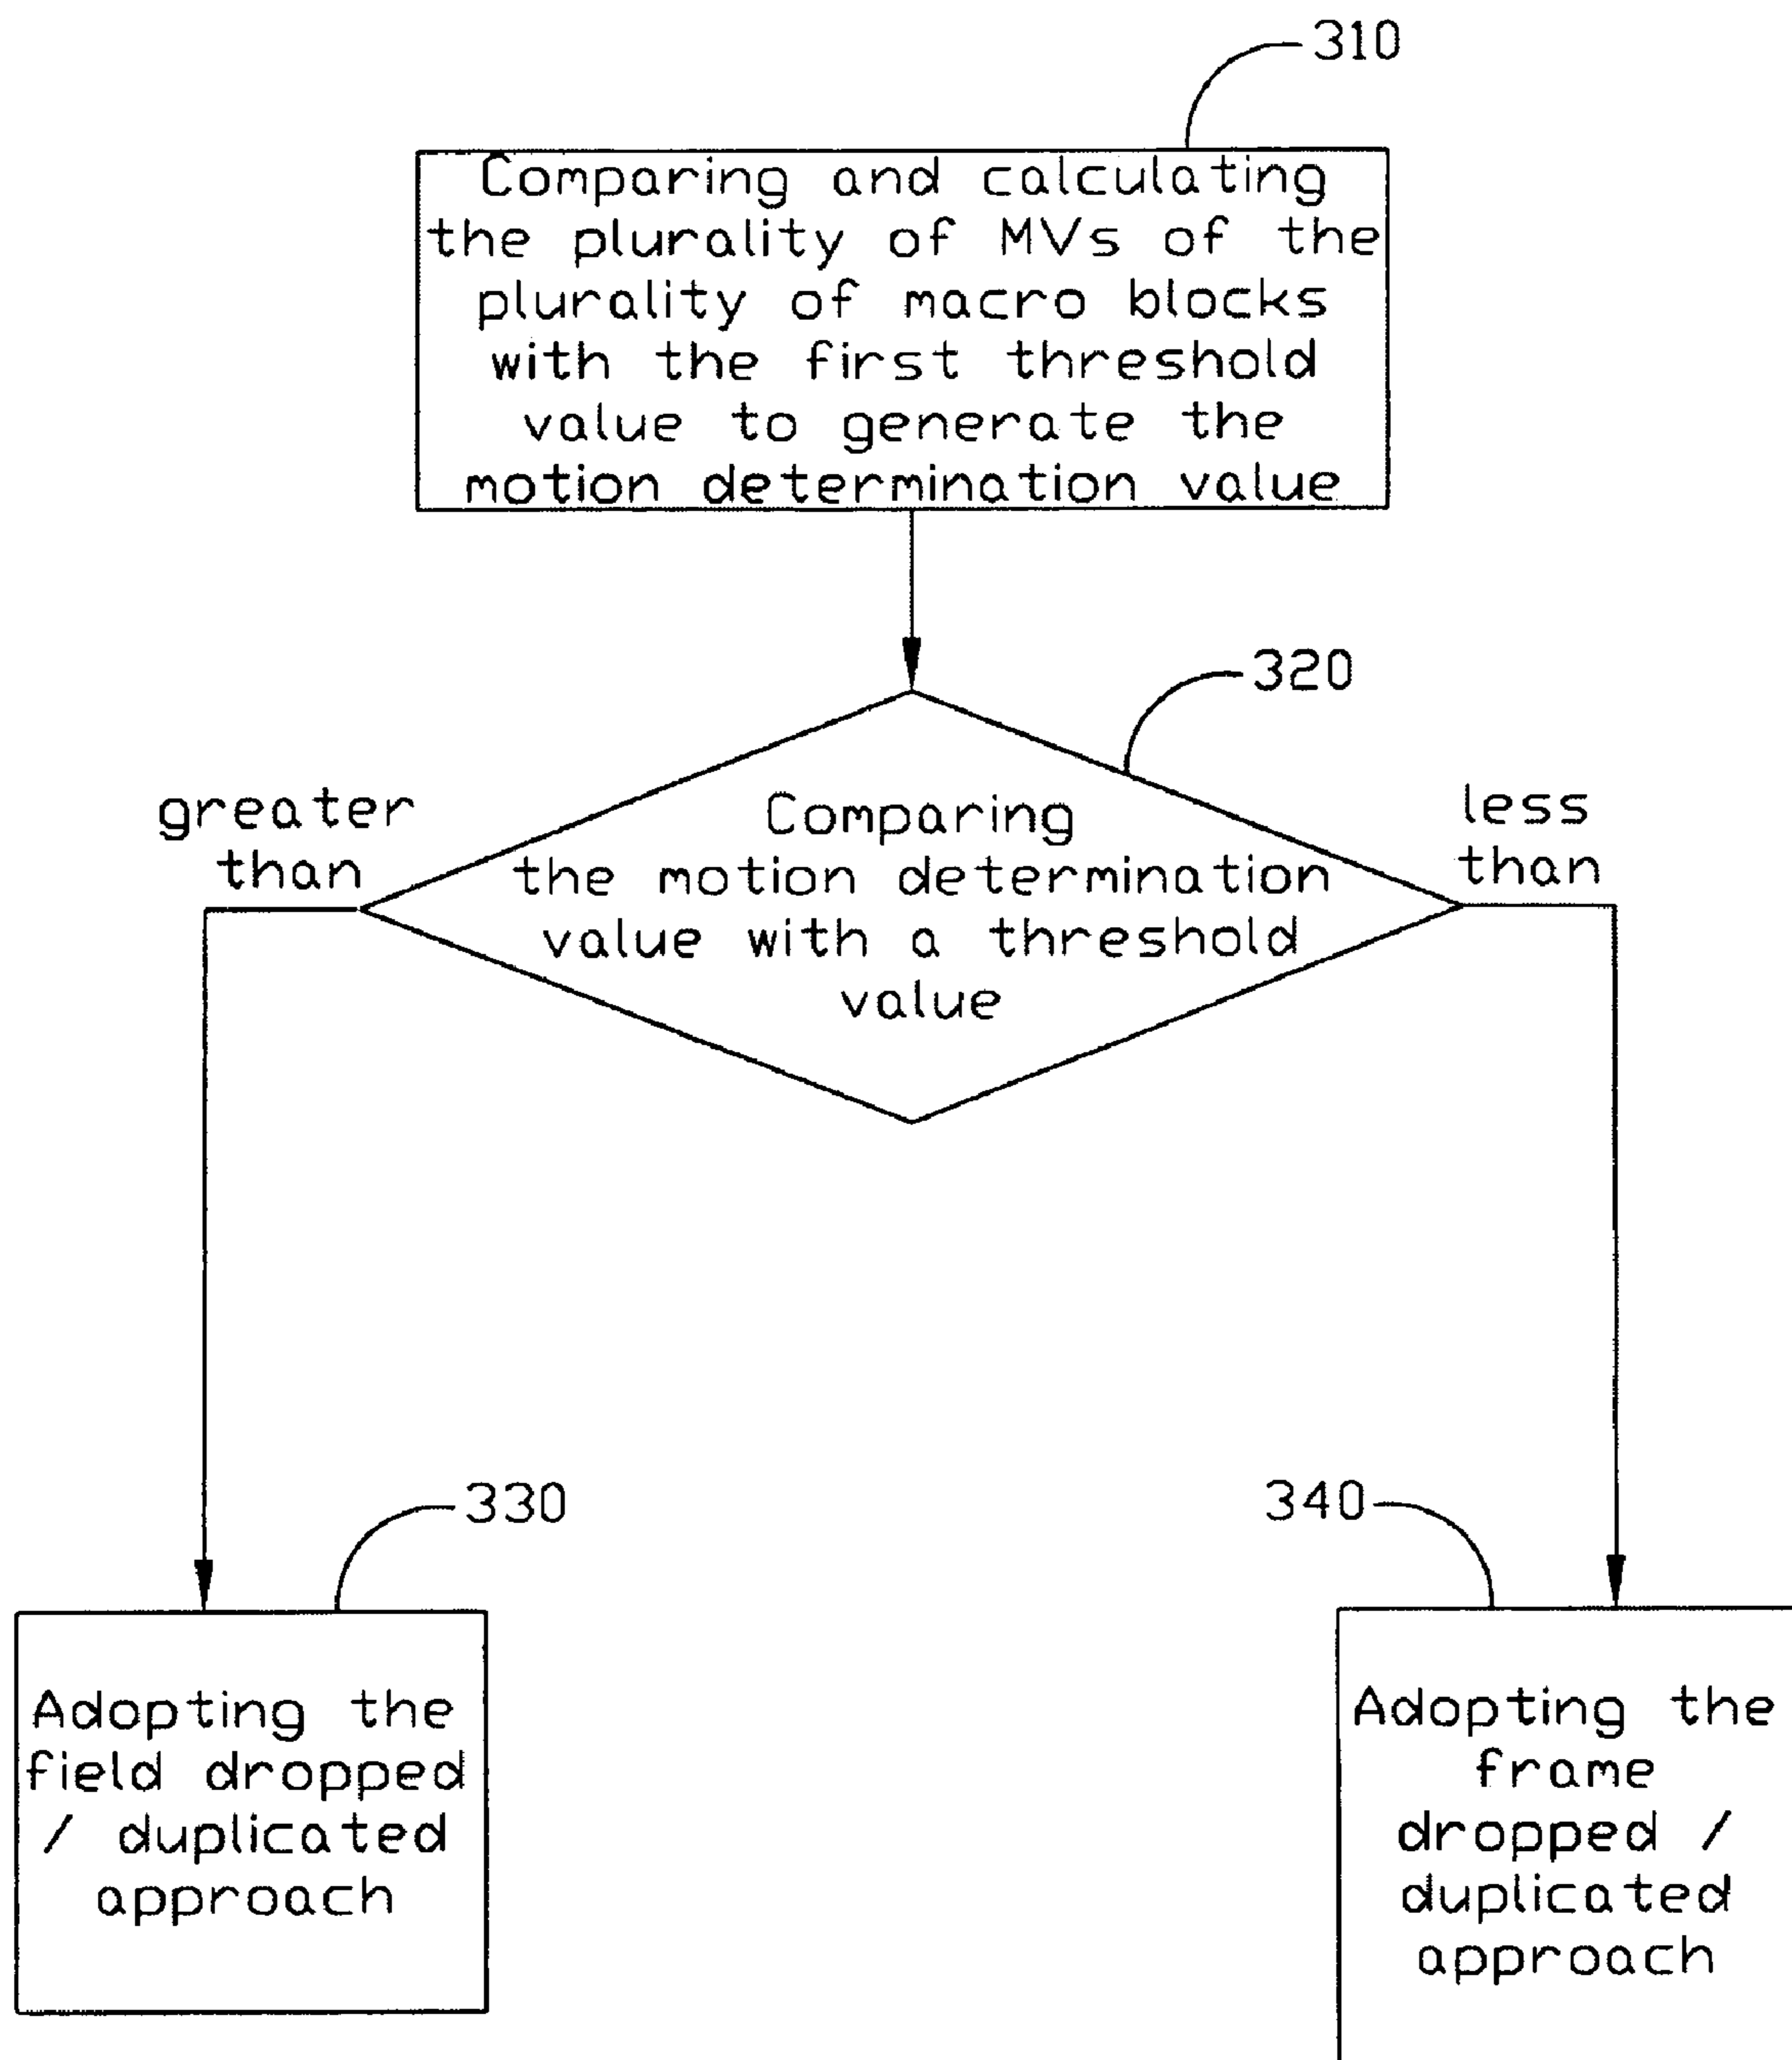 310
Comparing and calculating
the plurality of MVs of the
plurality of macro blocks
with the first threshold
value to generate the
motion determination value
320
greater
than
Comparing
the motion determination
value with a threshold
value
less
than
330
Adopting the
field dropped
/ duplicated
approach
340
Adopting the
frame
dropped /
duplicated
approach